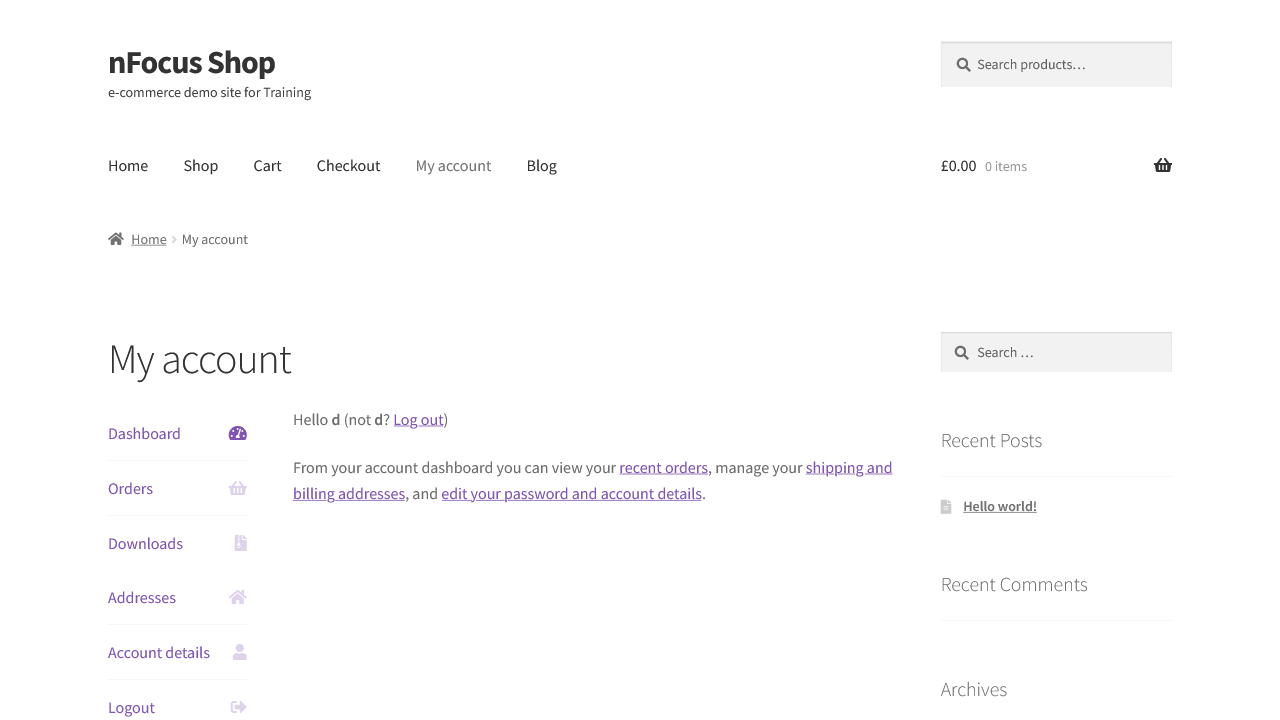 nFocus Shop
e-commerce demo site for Training
Search products…
Home Shop Cart Checkout My account Blog
£0.00 0 items
Home My account
My account
Dashboard
Orders
Downloads
Addresses
Account details
Logout
Hello d (not d? Log out)
From your account dashboard you can view your recent orders, manage your shipping and
billing addresses, and edit your password and account details.
Search …
Recent Posts
Hello world!
Recent Comments
Archives